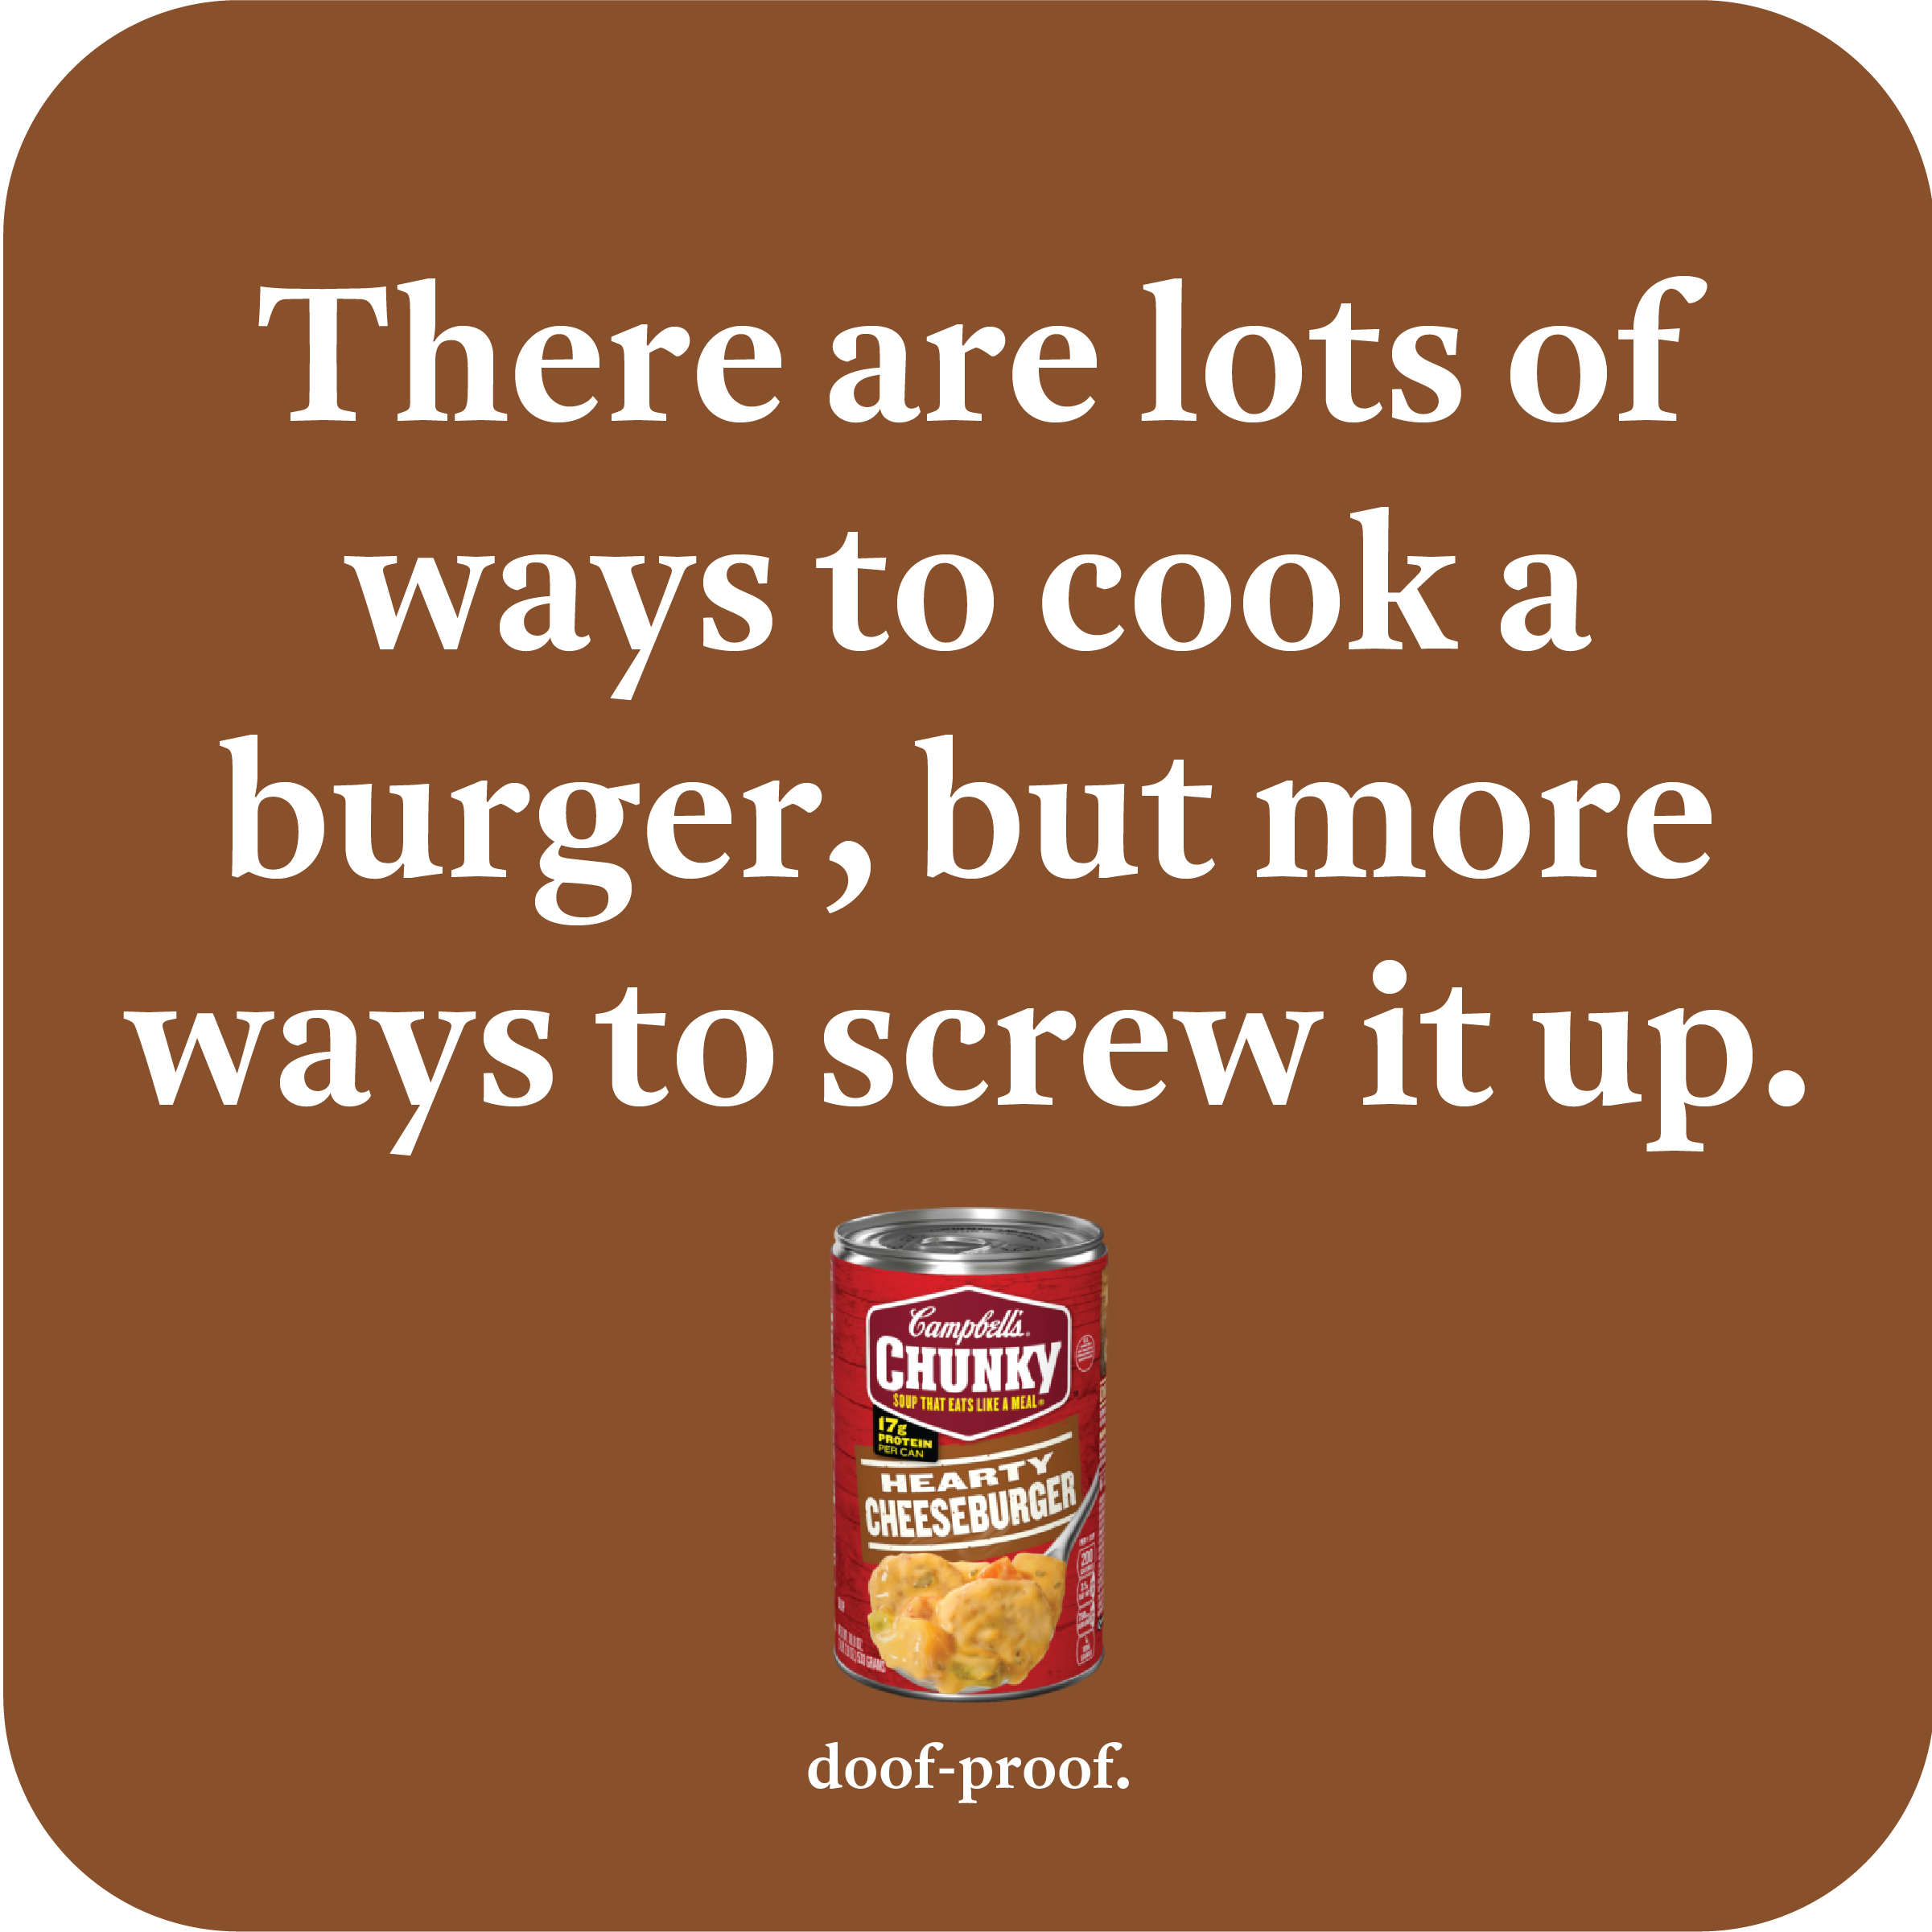 There are lots of
ways to cook a
burger, but more
ways to screw it up.
Campbell's
CHUNKY
SOUP THAT EATS LIKE A MEAL
17g
PROTEIN
PER CAN
HEARTY
CHEESEBURGER
200
doof-proof.